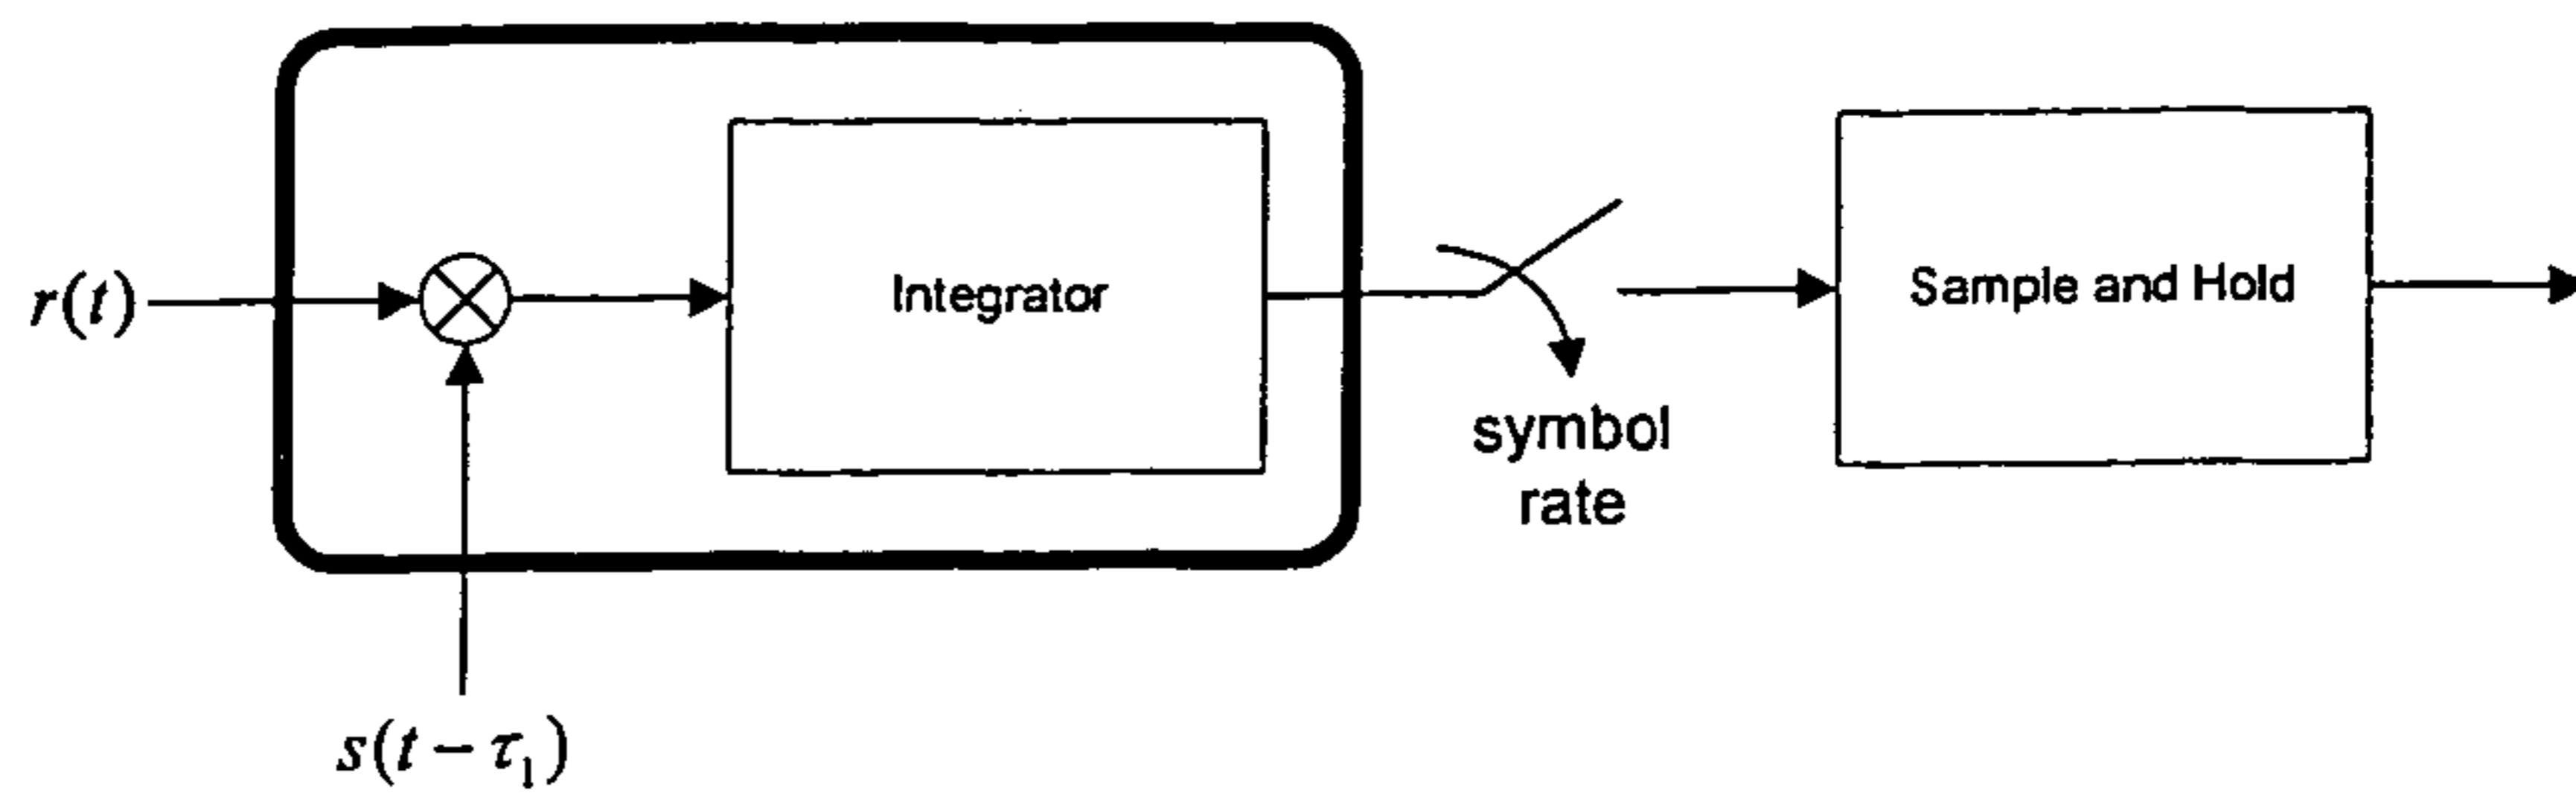 r(t)
Integrator
Sample and Hold
symbol
rate
s(t − τ₁)